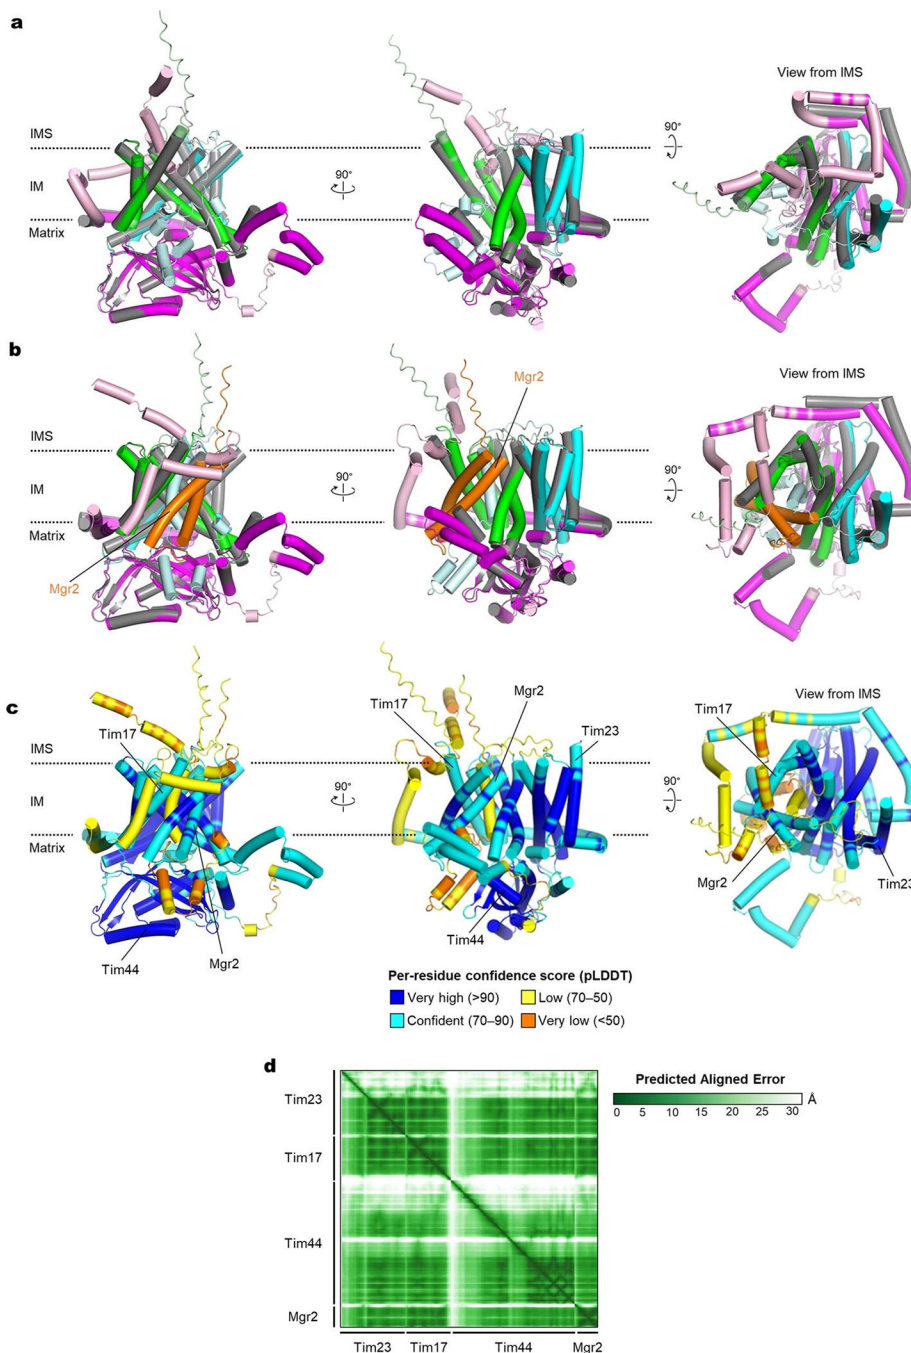 a
View from IMS
IMS
IM
Matrix
90°
90°
b
Mgr2
View from IMS
IMS
IM
Matrix
90°
90°
Mgr2
c
Tim17
Tim17
Mgr2
Tim23
View from IMS
Tim17
IMS
IM
Matrix
90°
90°
Mgr2
Tim23
Tim44
Mgr2
Tim44
Per-residue confidence score (pLDDT)
Very high (>90)
Low (70–50)
Confident (70–90)
Very low (<50)
d
Predicted Aligned Error
0 5 10 15 20 25 30 Å
Tim23
Tim17
Tim44
Mgr2
Tim23 Tim17 Tim44 Mgr2